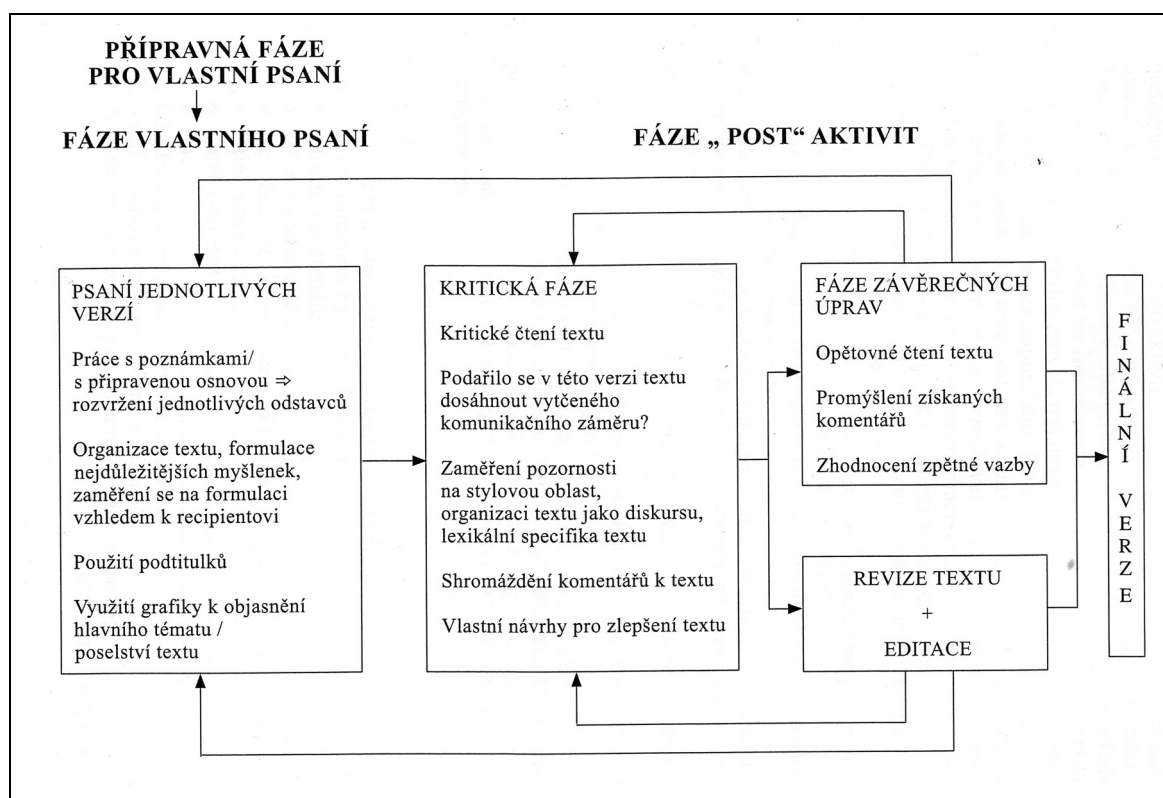 PŘÍPRAVNÁ FÁZE
PRO VLASTNÍ PSANÍ
FÁZE VLASTNÍHO PSANÍ
FÁZE „ POST“ AKTIVIT
PSANÍ JEDNOTLIVÝCH
VERZÍ
Práce s poznámkami/
s připravenou osnovou ⇒
rozvržení jednotlivých odstavců
Organizace textu, formulace
nejdůležitějších myšlenek,
zaměření se na formulaci
vzhledem k recipientovi
Použití podtitulků
Využití grafiky k objasnění
hlavního tématu /
poselství textu
KRITICKÁ FÁZE
Kritické čtení textu
Podařilo se v této verzi textu
dosáhnout vytčeného
komunikačního záměru?
Zaměření pozornosti
na stylovou oblast,
organizaci textu jako diskursu,
lexikální specifika textu
Shromáždění komentářů k textu
Vlastní návrhy pro zlepšení textu
FÁZE ZÁVĚREČNÝCH
ÚPRAV
Opětovné čtení textu
Promýšlení získaných
komentářů
Zhodnocení zpětné vazby
REVIZE TEXTU
+
EDITACE
FINÁLNÍ VERZE